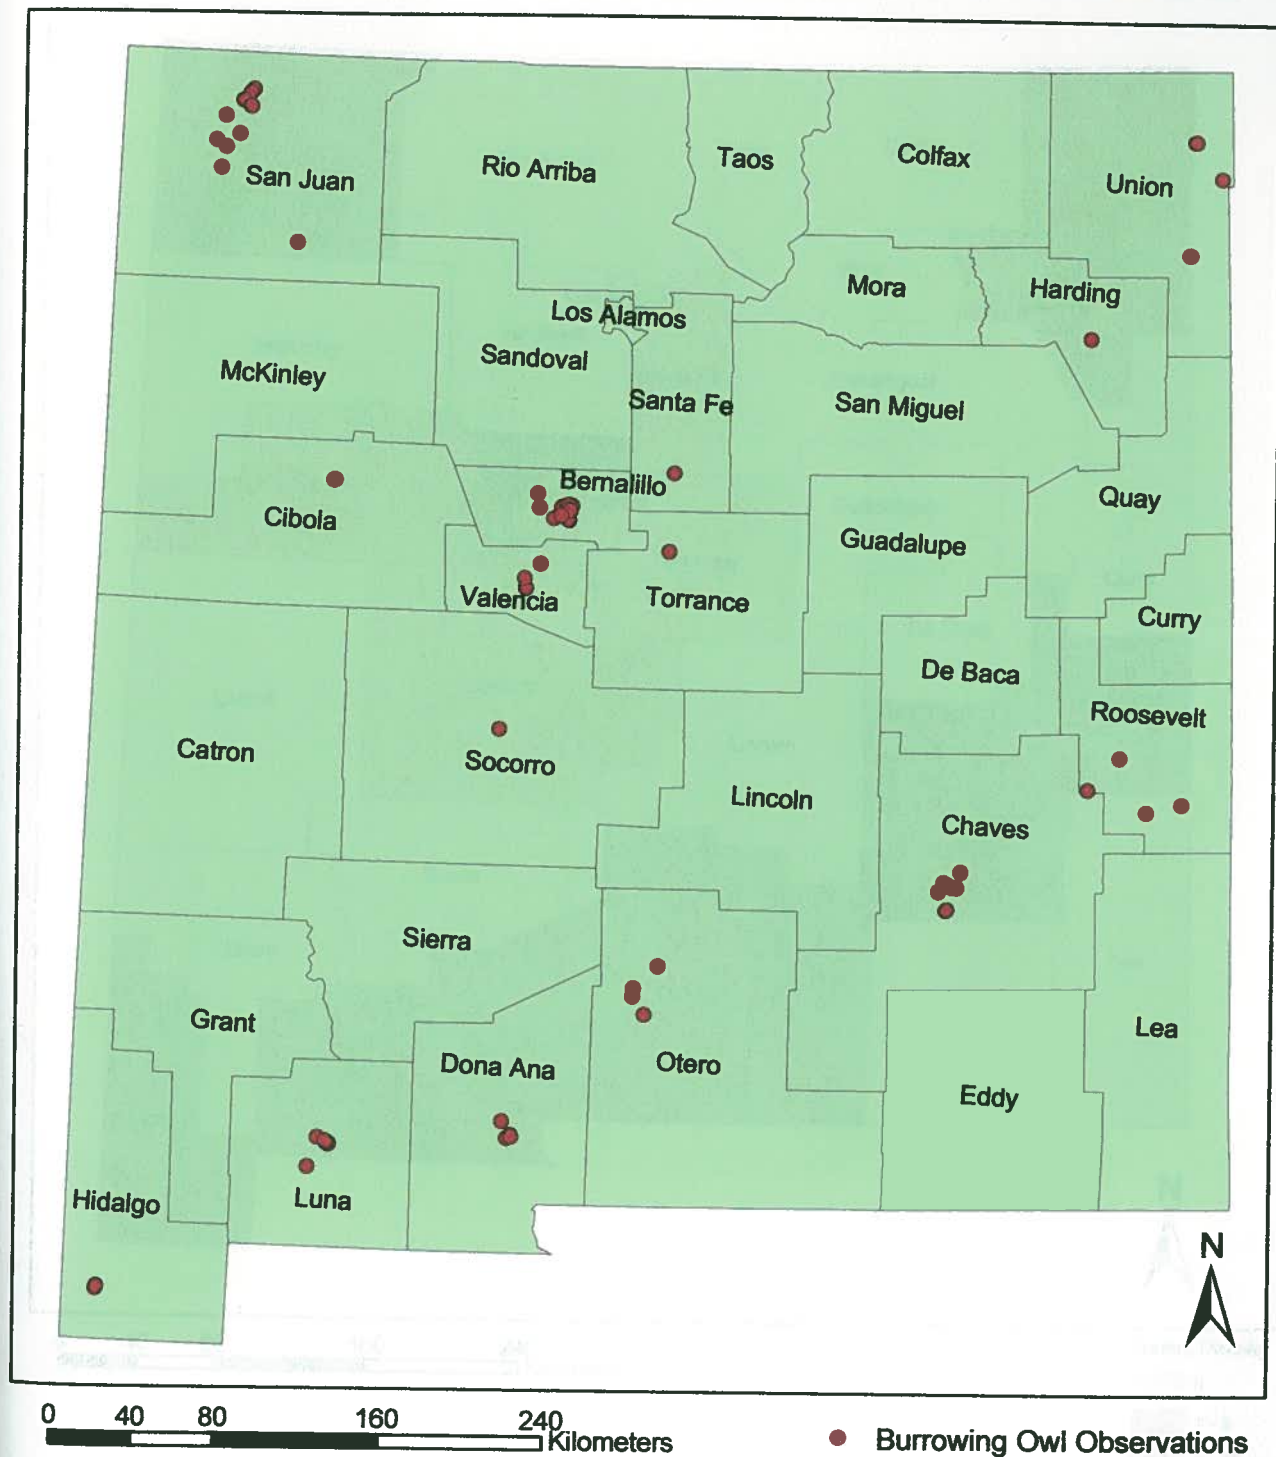 San Juan
Rio Arriba
Taos
Colfax
Union
Mora
Harding
Los Alamos
McKinley
Sandoval
Santa Fe
San Miguel
Bernalillo
Quay
Cibola
Guadalupe
Valencia
Torrance
Curry
De Baca
Roosevelt
Catron
Socorro
Lincoln
Chaves
Sierra
Grant
Dona Ana
Otero
Lea
Eddy
Hidalgo
Luna
N
0 40 80 160 240
Kilometers
Burrowing Owl Observations